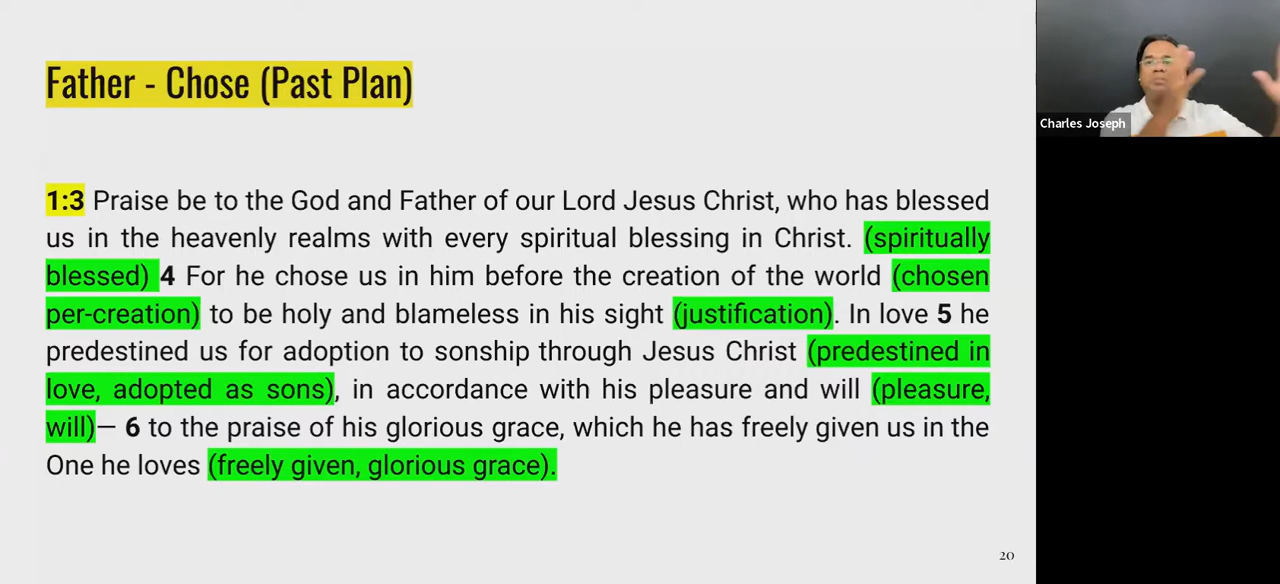 Father - Chose (Past Plan)
1:3 Praise be to the God and Father of our Lord Jesus Christ, who has blessed
us in the heavenly realms with every spiritual blessing in Christ. (spiritually
blessed) 4 For he chose us in him before the creation of the world (chosen
per-creation) to be holy and blameless in his sight (justification). In love 5 he
predestined us for adoption to sonship through Jesus Christ (predestined in
love, adopted as sons), in accordance with his pleasure and will (pleasure,
will)— 6 to the praise of his glorious grace, which he has freely given us in the
One he loves (freely given, glorious grace).
20
Charles Joseph